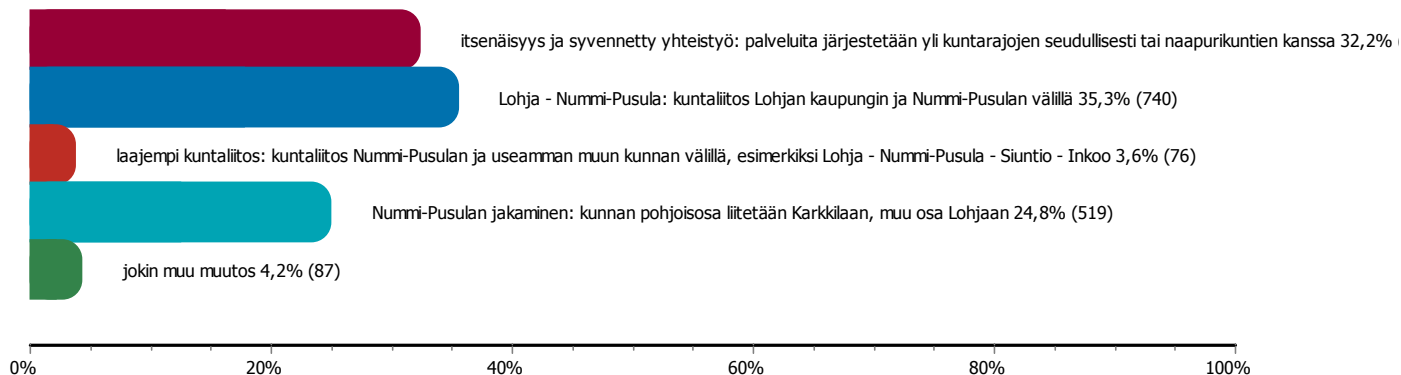 itsenäisyys ja syvennetty yhteistyö: palveluita järjestetään yli kuntarajojen seudullisesti tai naapurikuntien kanssa 32,2%
Lohja - Nummi-Pusula: kuntaliitos Lohjan kaupungin ja Nummi-Pusulan välillä 35,3% (740)
laajempi kuntaliitos: kuntaliitos Nummi-Pusulan ja useamman muun kunnan välillä, esimerkiksi Lohja - Nummi-Pusula - Siuntio - Inkoo 3,6% (76)
Nummi-Pusulan jakaminen: kunnan pohjoisosa liitetään Karkkilaan, muu osa Lohjaan 24,8% (519)
jokin muu muutos 4,2% (87)
0% 20% 40% 60% 80% 100%